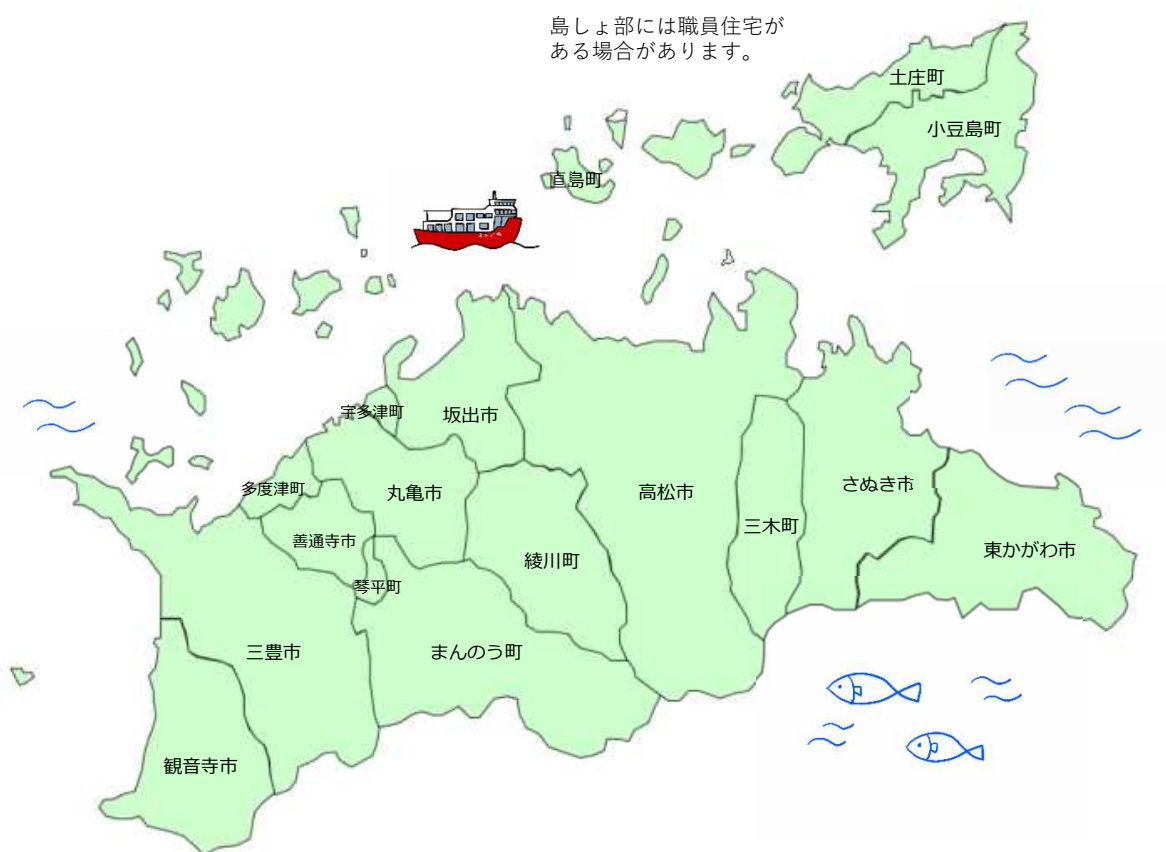 島しょ部には職員住宅が
ある場合があります。
土庄町
小豆島町
直島町
宇多津町
坂出市
多度津町
丸亀市
高松市
さぬき市
三木町
善通寺市
綾川町
東かがわ市
琴平町
三豊市
まんのう町
観音寺市